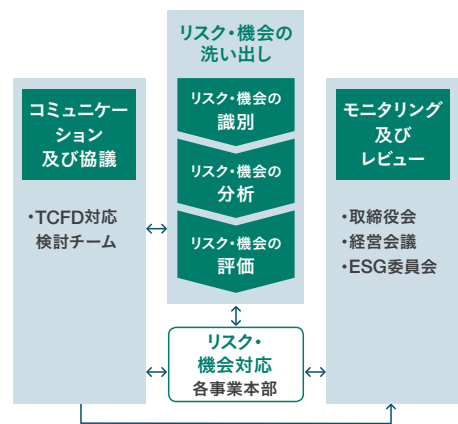 リスク・機会の
洗い出し
リスク・機会の
識別
リスク・機会の
分析
リスク・機会の
評価
コミュニケー
ション
及び協議
・TCFD対応
検討チーム
モニタリング
及び
レビュー
・取締役会
・経営会議
・ESG委員会
リスク・
機会対応
各事業本部